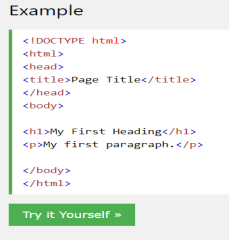 Example
<!DOCTYPE html>
<html>
<head>
<title>Page Title</title>
</head>
<body>
<h1>My First Heading</h1>
<p>My first paragraph.</p>
</body>
</html>
Try it Yourself »